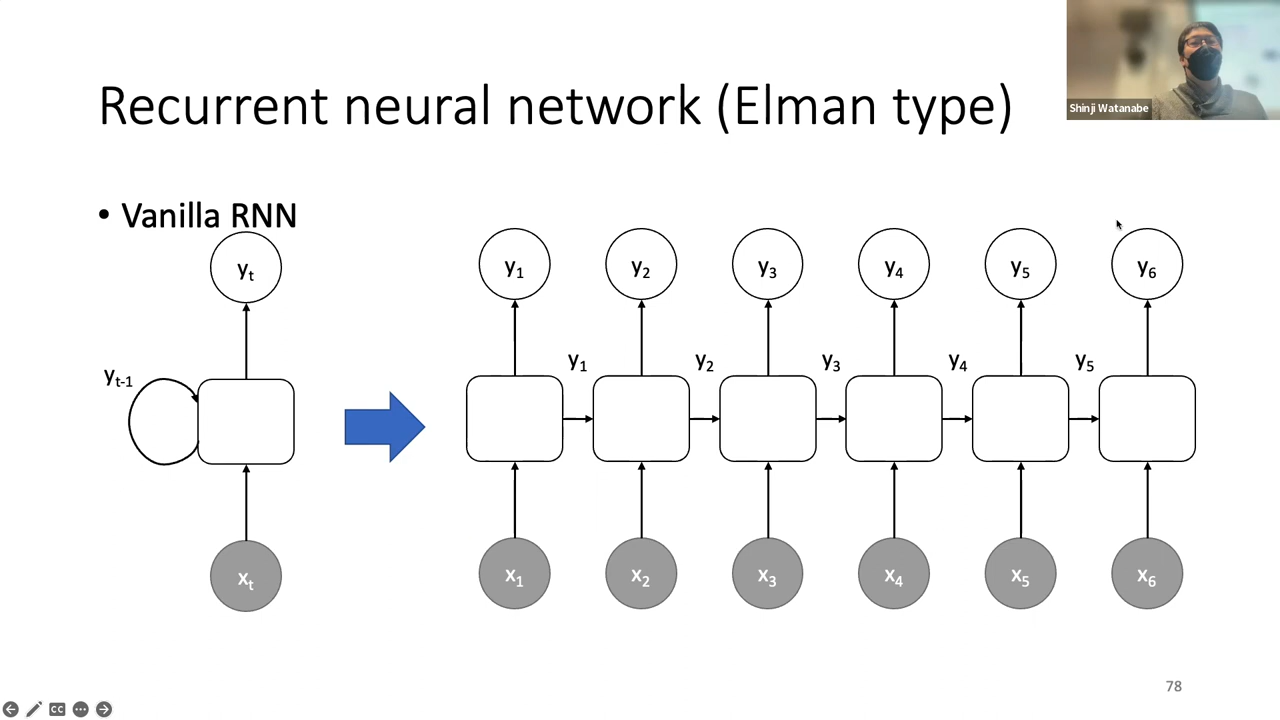 Shinji Watanabe
Recurrent neural network (Elman type)
• Vanilla RNN
yt
y1 y2 y3 y4 y5 y6
yt-1
y1 y2 y3 y4 y5
xt
x1 x2 x3 x4 x5 x6
78
CC